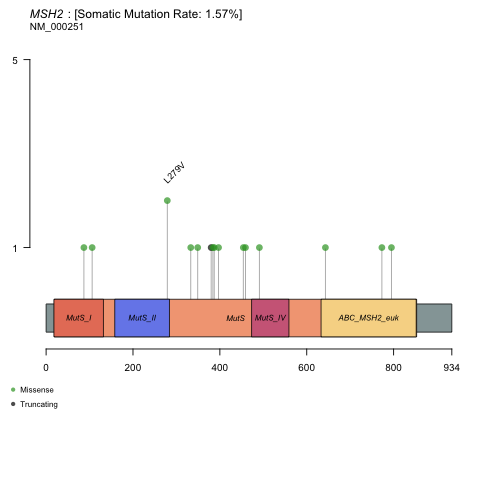 MSH2 : [Somatic Mutation Rate: 1.57%]
NM_000251
5
L279V
1
MutS_I MutS_II MutS MutS_IV ABC_MSH2_euk
0 200 400 600 800 934
Missense
Truncating